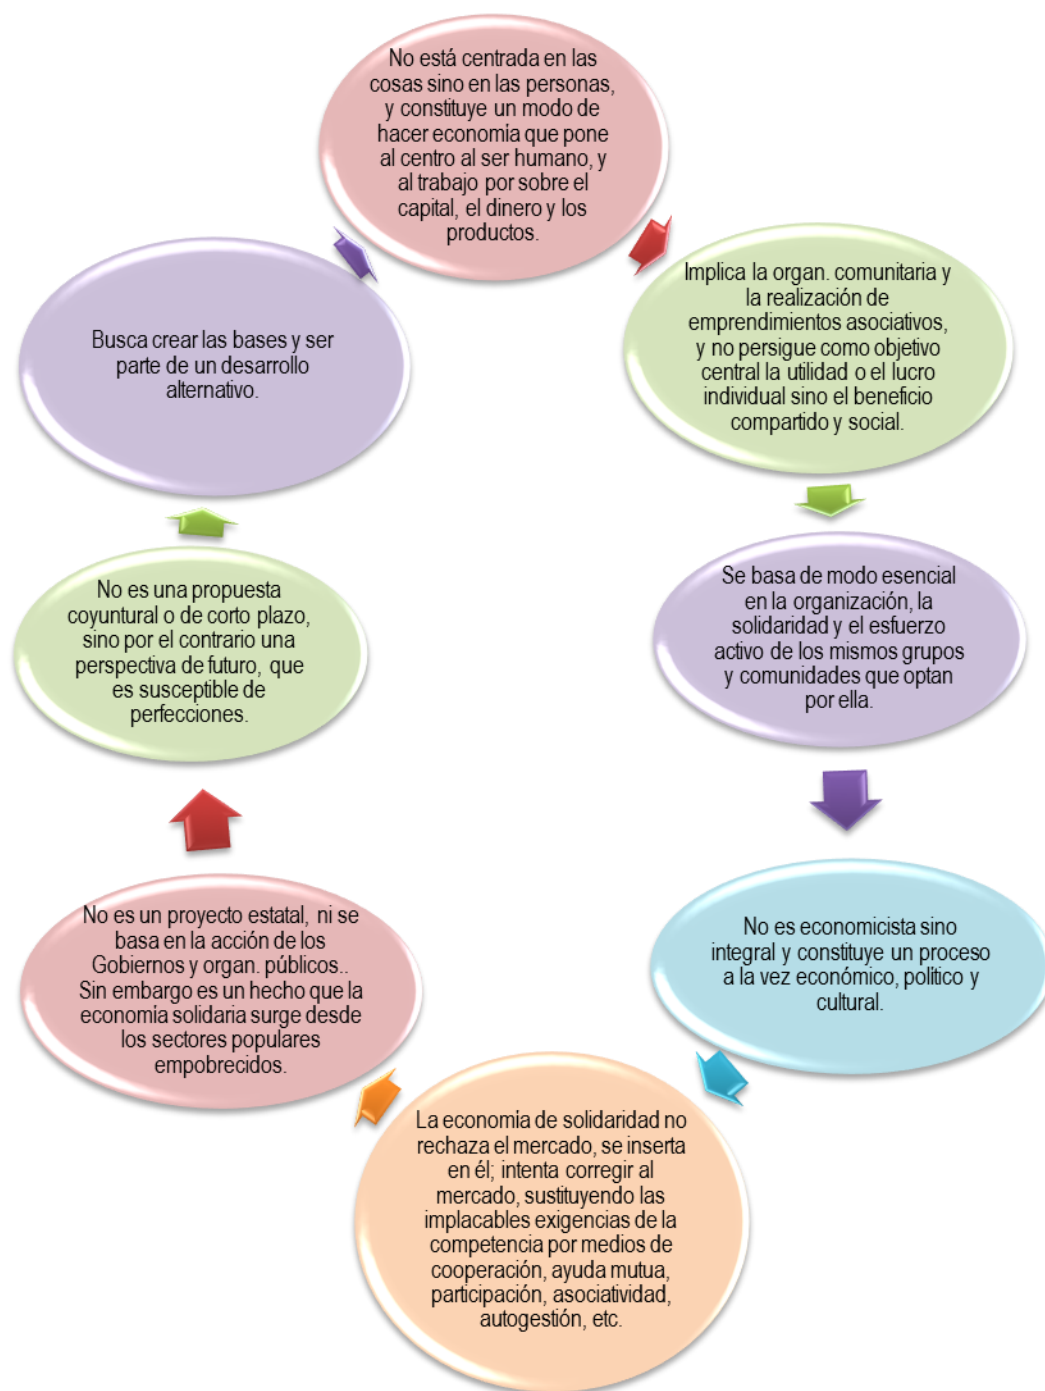 No está centrada en las
cosas sino en las personas,
y constituye un modo de
hacer economía que pone
al centro al ser humano, y
al trabajo por sobre el
capital, el dinero y los
productos.
Implica la organ. comunitaria y
la realización de
emprendimientos asociativos,
y no persigue como objetivo
central la utilidad o el lucro
individual sino el beneficio
compartido y social.
Se basa de modo esencial
en la organización, la
solidaridad y el esfuerzo
activo de los mismos grupos
y comunidades que optan
por ella.
No es economicista sino
integral y constituye un proceso
a la vez económico, político y
cultural.
La economía de solidaridad no
rechaza el mercado, se inserta
en él; intenta corregir al
mercado, sustituyendo las
implacables exigencias de la
competencia por medios de
cooperación, ayuda mutua,
participación, asociatividad,
autogestión, etc.
No es un proyecto estatal, ni se
basa en la acción de los
Gobiernos y organ. públicos..
Sin embargo es un hecho que la
economía solidaria surge desde
los sectores populares
empobrecidos.
No es una propuesta
coyuntural o de corto plazo,
sino por el contrario una
perspectiva de futuro, que
es susceptible de
perfecciones.
Busca crear las bases y ser
parte de un desarrollo
alternativo.